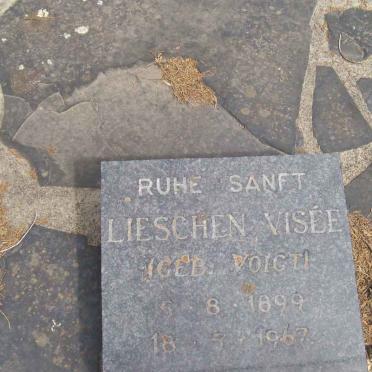 RUHE SANFT
LIESCHEN VISÉE
(GEB. VOIGT)
8 · 1899
18 · 1967